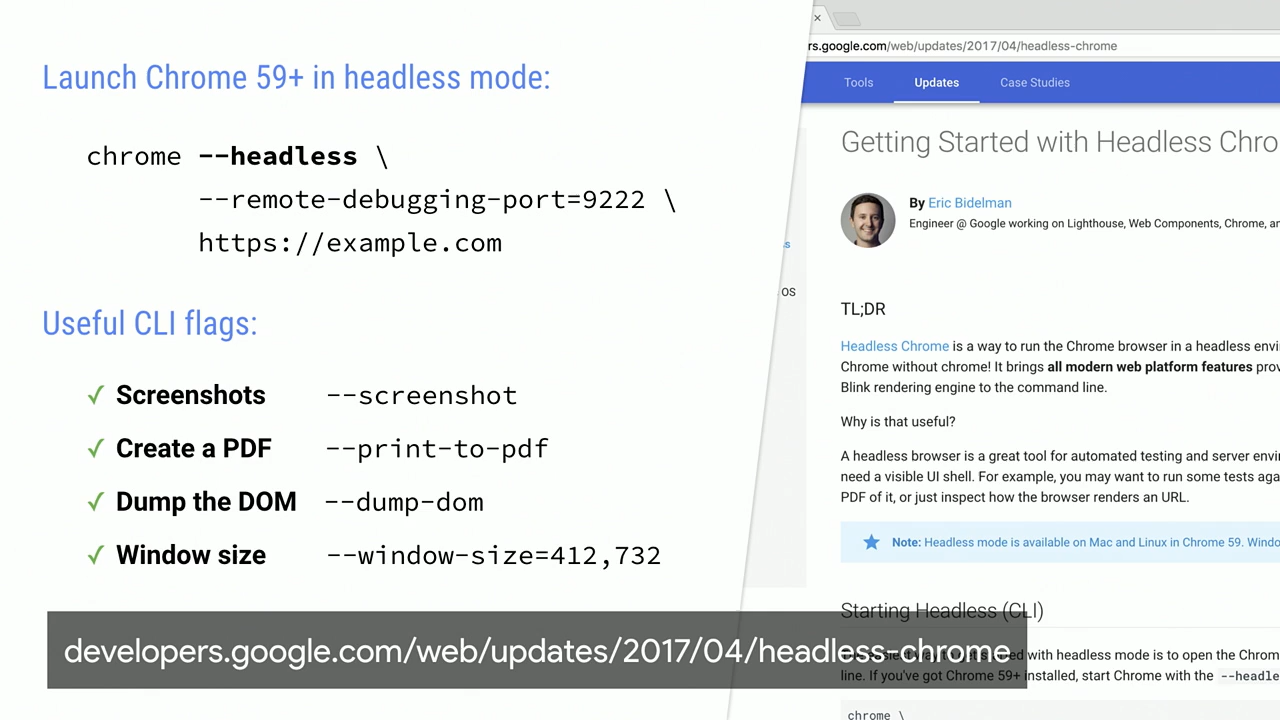 Launch Chrome 59+ in headless mode:
chrome --headless \
--remote-debugging-port=9222 \
https://example.com
Useful CLI flags:
✓ Screenshots --screenshot
✓ Create a PDF --print-to-pdf
✓ Dump the DOM --dump-dom
✓ Window size --window-size=412,732
developers.google.com/web/updates/2017/04/headless-chrome
rs.google.com/web/updates/2017/04/headless-chrome
Tools Updates Case Studies
Getting Started with Headless Chro
By Eric Bidelman
Engineer @ Google working on Lighthouse, Web Components, Chrome, an
OS
TL;DR
Headless Chrome is a way to run the Chrome browser in a headless envi
Chrome without chrome! It brings all modern web platform features prov
Blink rendering engine to the command line.
Why is that useful?
A headless browser is a great tool for automated testing and server envi
need a visible UI shell. For example, you may want to run some tests aga
PDF of it, or just inspect how the browser renders an URL.
Note: Headless mode is available on Mac and Linux in Chrome 59. Windo
Starting Headless (CLI)
with headless mode is to open the Chrom
line. If you've got Chrome 59+ installed, start Chrome with the --headle
chrome \